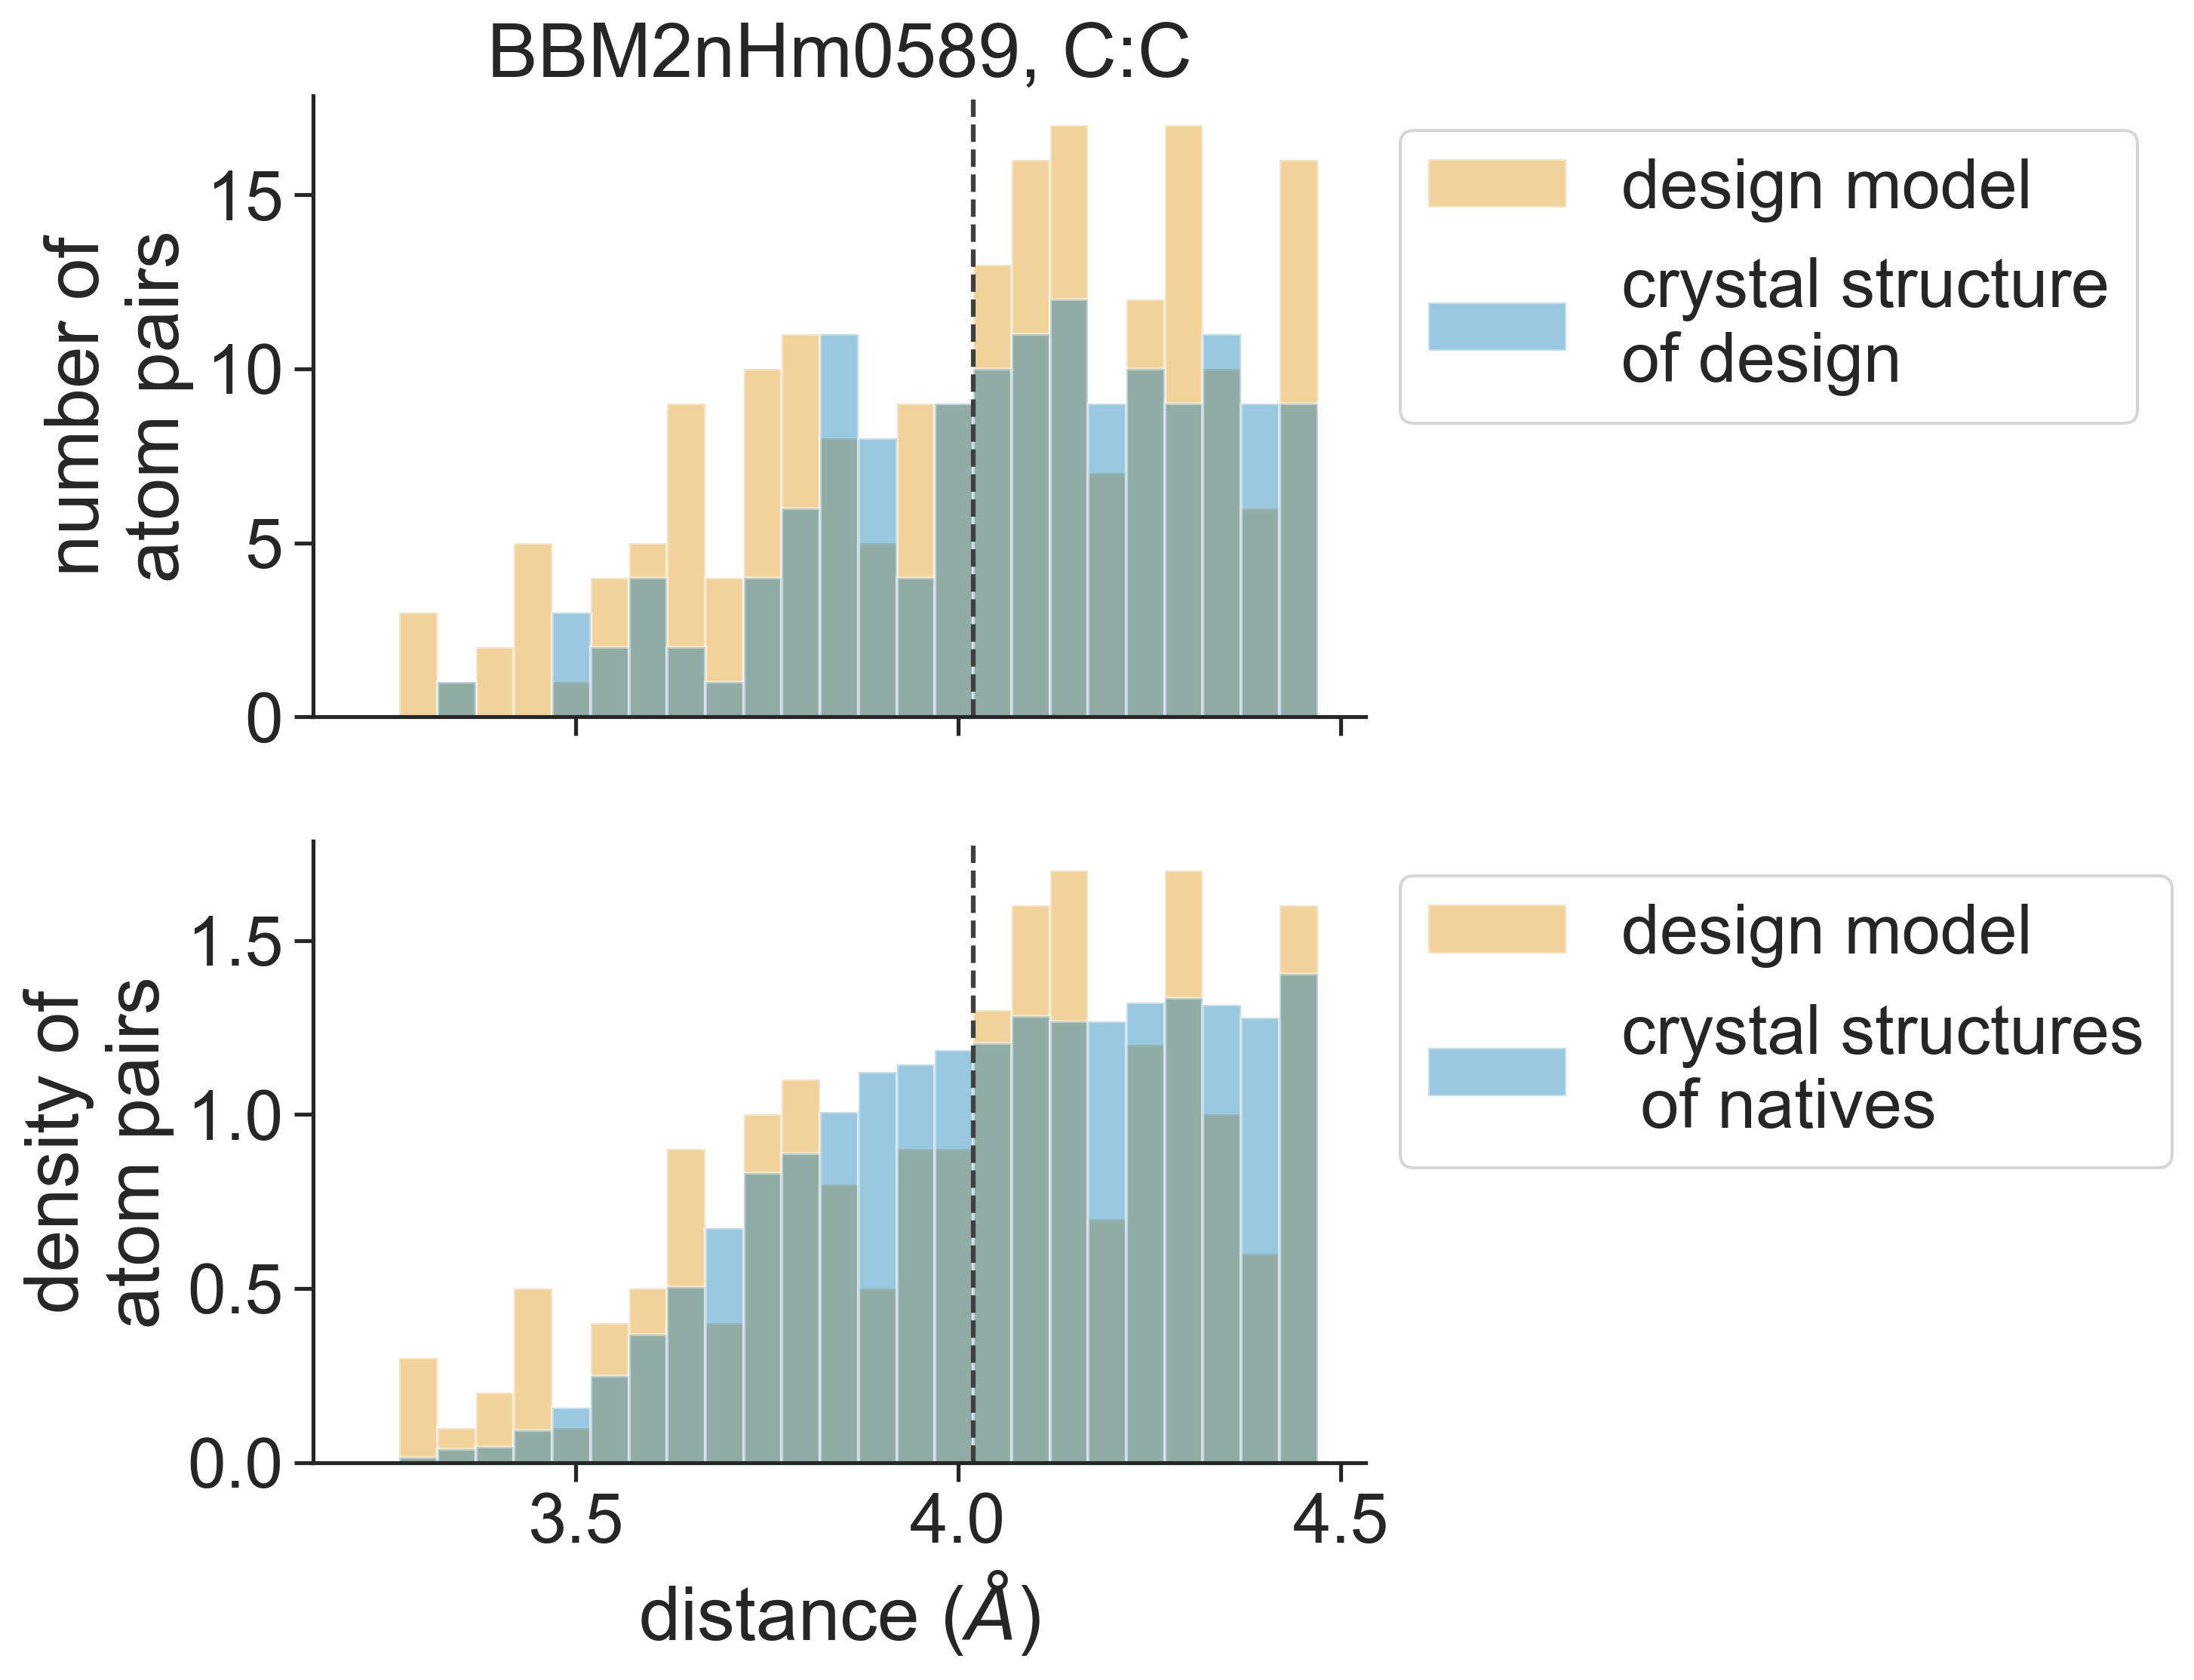 BBM2nHm0589, C:C
number of
atom pairs
15
10
5
0
design model
crystal structure
of design
density of
atom pairs
1.5
1.0
0.5
0.0
3.5
4.0
4.5
distance (Å)
design model
crystal structures
of natives